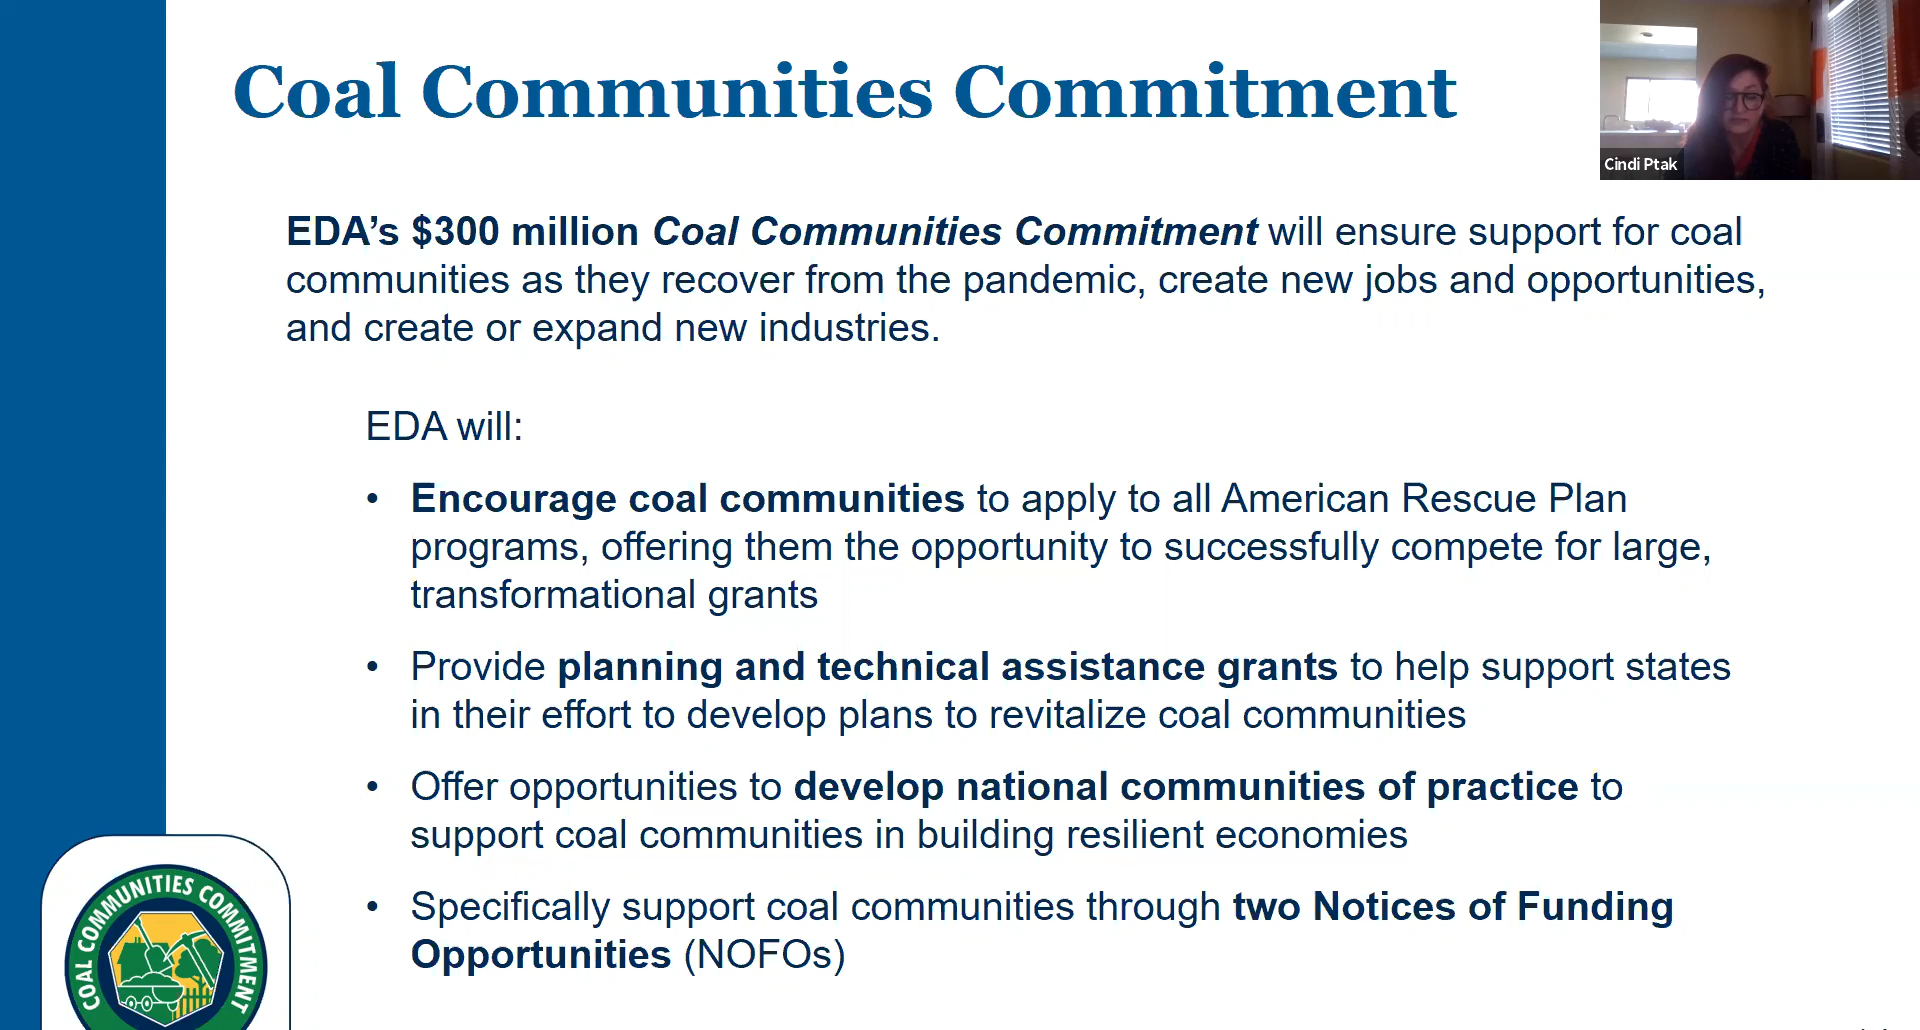 Coal Communities Commitment
Cindi Ptak
EDA’s $300 million Coal Communities Commitment will ensure support for coal
communities as they recover from the pandemic, create new jobs and opportunities,
and create or expand new industries.
EDA will:
• Encourage coal communities to apply to all American Rescue Plan
programs, offering them the opportunity to successfully compete for large,
transformational grants
• Provide planning and technical assistance grants to help support states
in their effort to develop plans to revitalize coal communities
• Offer opportunities to develop national communities of practice to
support coal communities in building resilient economies
• Specifically support coal communities through two Notices of Funding
Opportunities (NOFOs)
COAL COMMUNITIES COMMITMENT